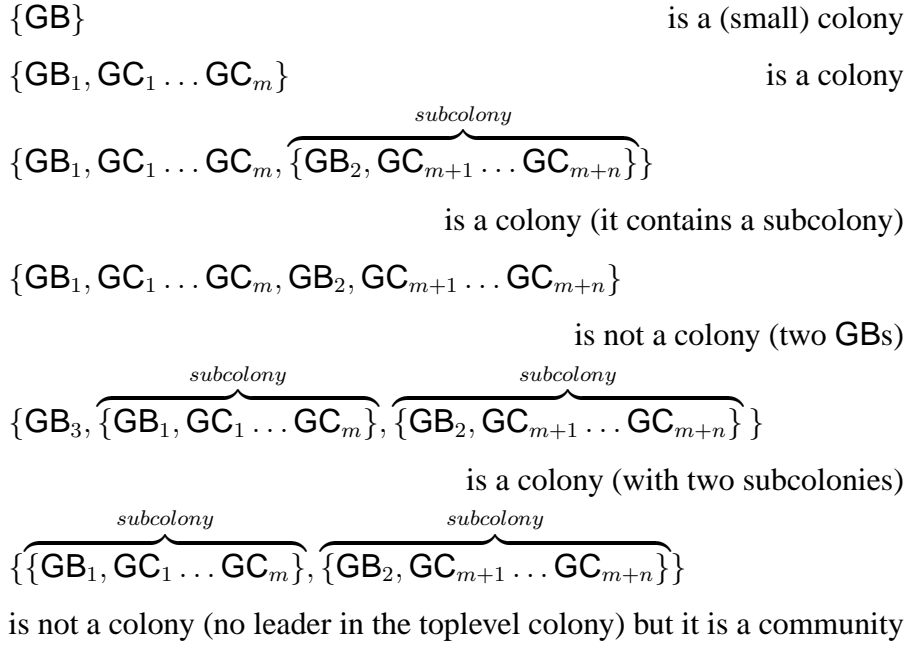 {GB} is a (small) colony
{GB₁, GC₁ … GCₘ} is a colony
subcolony
{GB₁, GC₁ … GCₘ, {GB₂, GCₘ₊₁ … GCₘ₊ₙ}}
is a colony (it contains a subcolony)
{GB₁, GC₁ … GCₘ, GB₂, GCₘ₊₁ … GCₘ₊ₙ}
is not a colony (two GBs)
subcolony subcolony
{GB₃, {GB₁, GC₁ … GCₘ}, {GB₂, GCₘ₊₁ … GCₘ₊ₙ} }
is a colony (with two subcolonies)
subcolony subcolony
{{GB₁, GC₁ … GCₘ}, {GB₂, GCₘ₊₁ … GCₘ₊ₙ}}
is not a colony (no leader in the toplevel colony) but it is a community